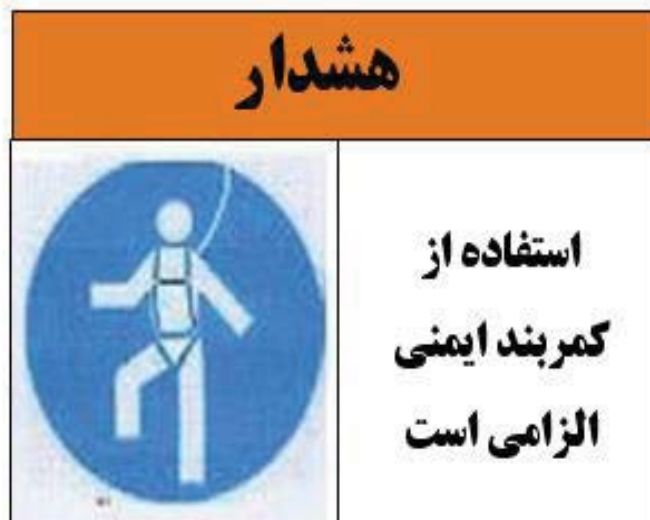 هشدار
استفاده از
کمربند ایمنی
الزامی است